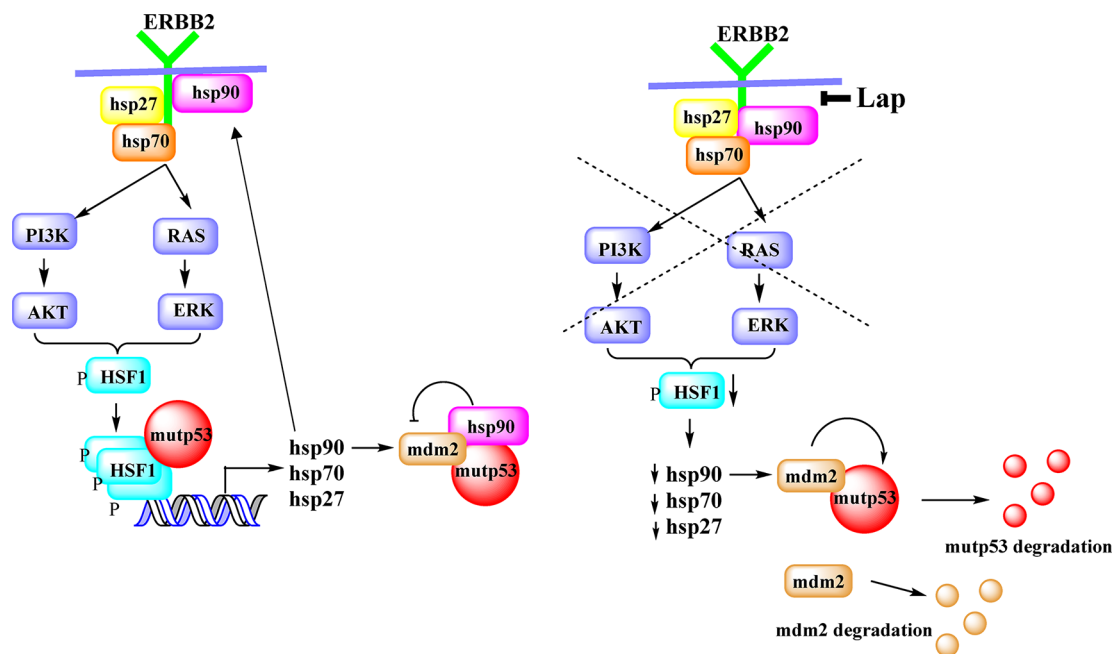 ERBB2
hsp27
hsp90
hsp70
PI3K
RAS
AKT
ERK
P
HSF1
mutp53
P
HSF1
P
P
hsp90
hsp70
hsp27
hsp90
mdm2
mutp53
ERBB2
Lap
hsp27
hsp90
hsp70
PI3K
RAS
AKT
ERK
P
HSF1
hsp90
hsp70
hsp27
mdm2
mutp53
mutp53 degradation
mdm2
mdm2 degradation